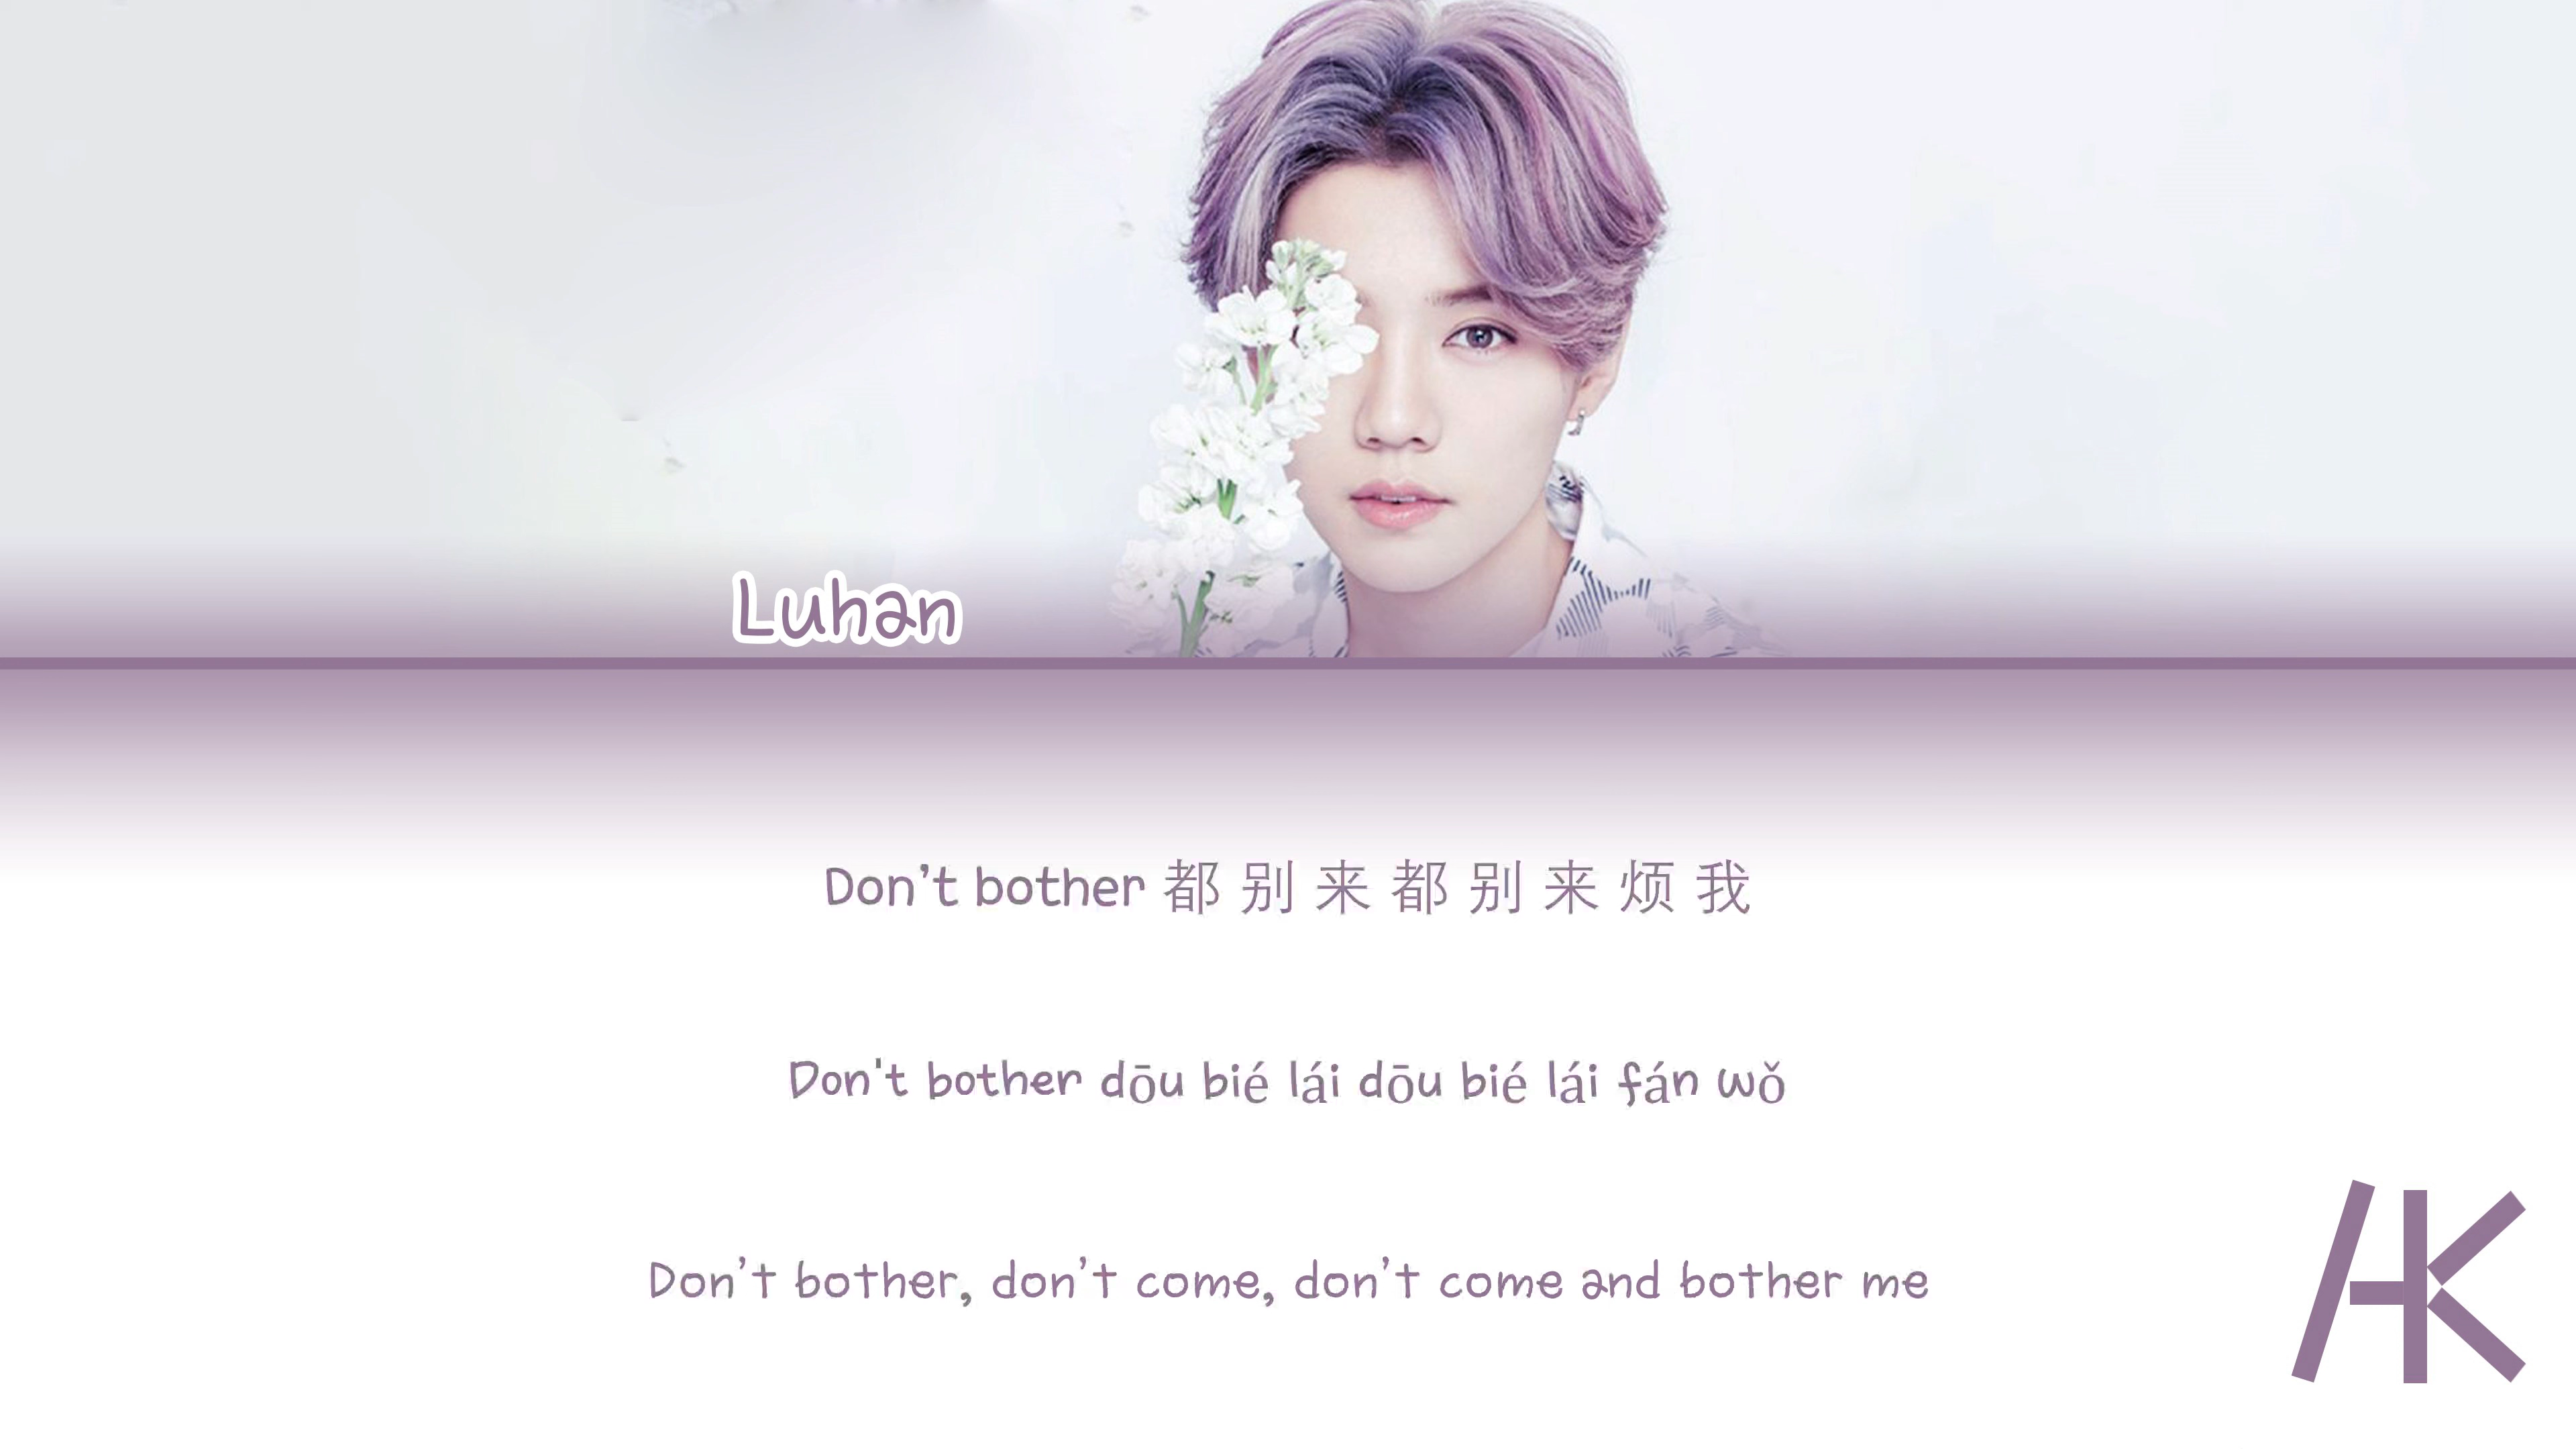 Luhan
Don’t bother 都 别 来 都 别 来 烦 我
Don't bother dōu bié lái dōu bié lái fán wǒ
Don’t bother, don’t come, don’t come and bother me
AK